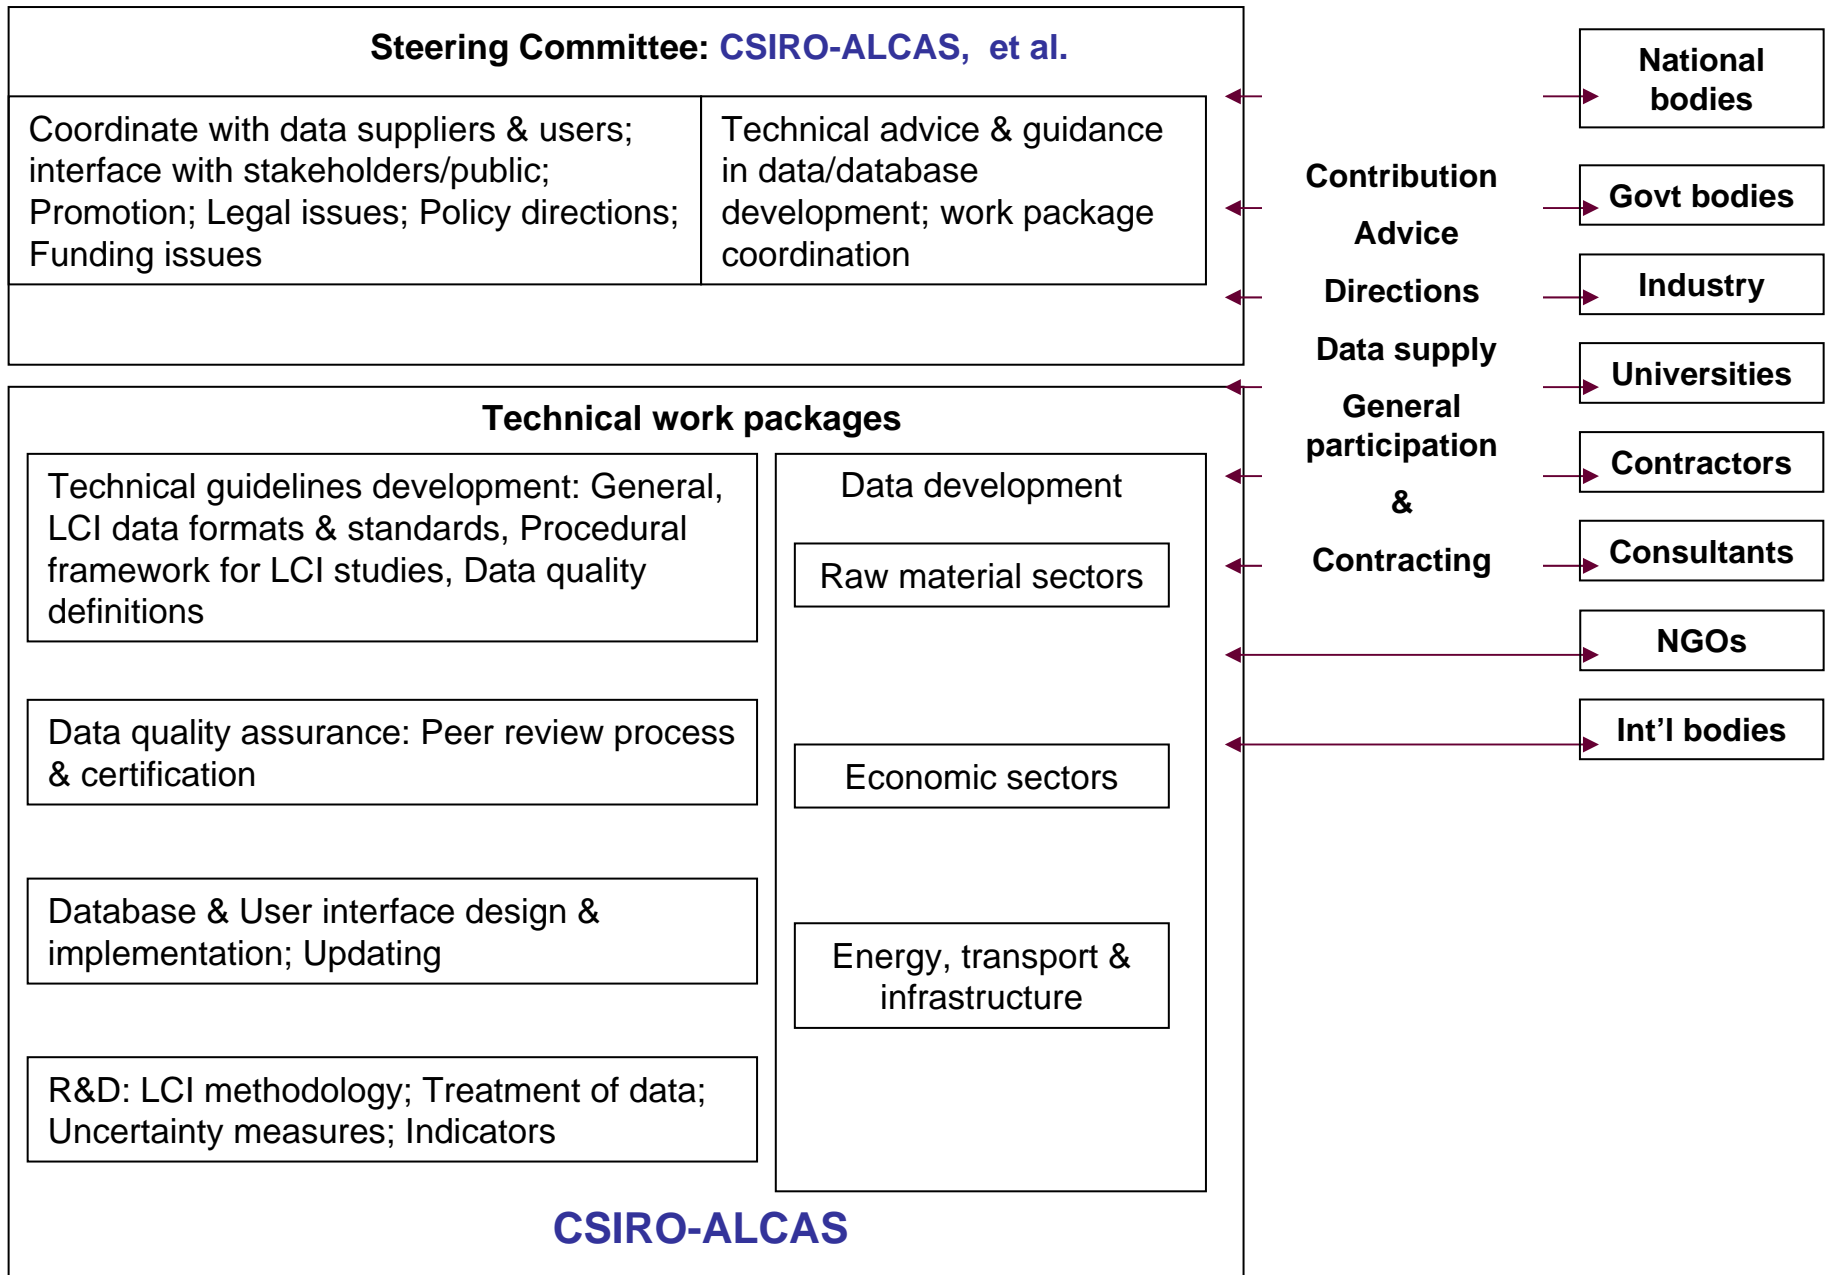 Steering Committee: CSIRO-ALCAS, et al.
Coordinate with data suppliers & users;
interface with stakeholders/public;
Promotion; Legal issues; Policy directions;
Funding issues
Technical advice & guidance
in data/database
development; work package
coordination
Technical work packages
Technical guidelines development: General,
LCI data formats & standards, Procedural
framework for LCI studies, Data quality
definitions
Data quality assurance: Peer review process
& certification
Database & User interface design &
implementation; Updating
R&D: LCI methodology; Treatment of data;
Uncertainty measures; Indicators
Data development
Raw material sectors
Economic sectors
Energy, transport &
infrastructure
CSIRO-ALCAS
Contribution
Advice
Directions
Data supply
General
participation
&
Contracting
National
bodies
Govt bodies
Industry
Universities
Contractors
Consultants
NGOs
Int’l bodies